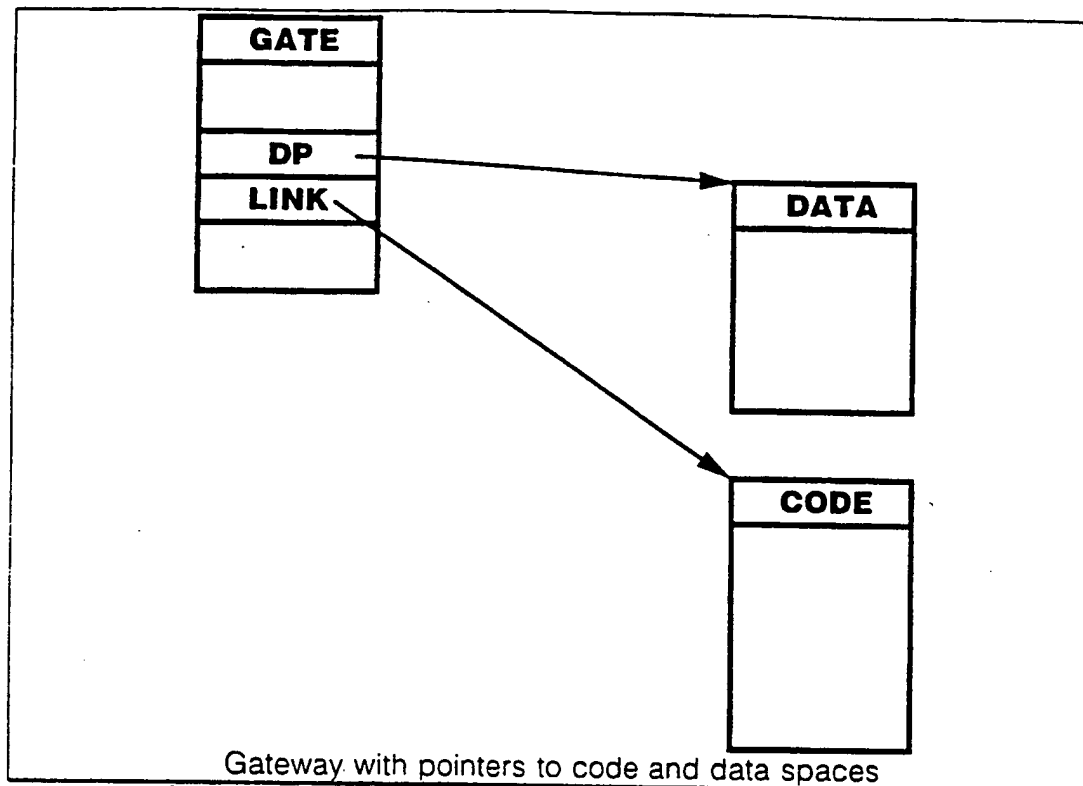 GATE
DP
LINK
DATA
CODE
Gateway with pointers to code and data spaces